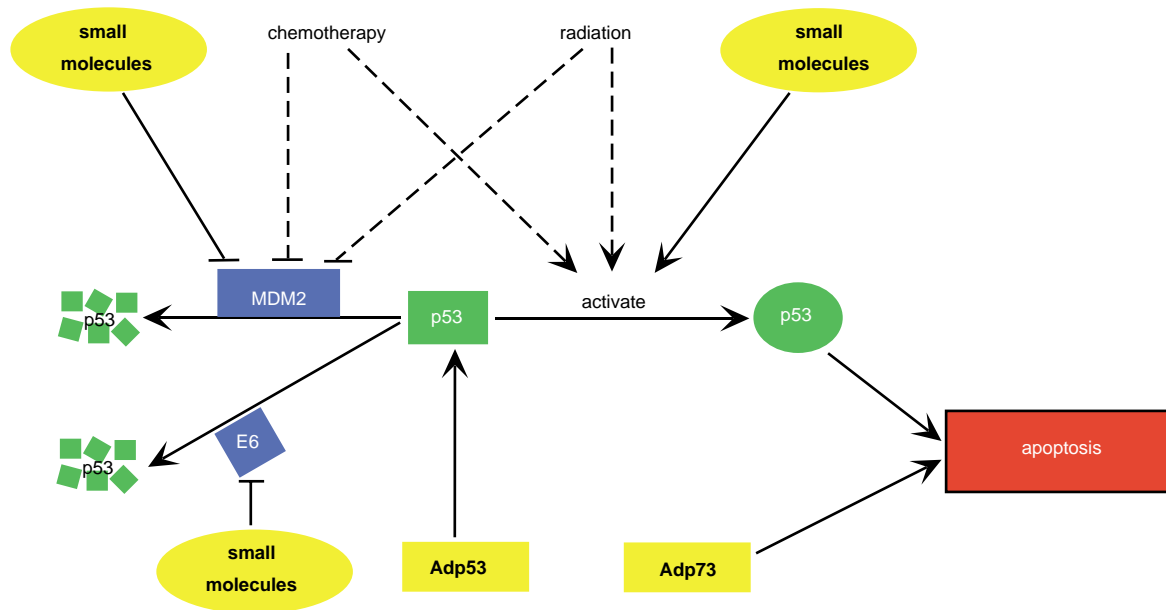 small
molecules
chemotherapy
radiation
small
molecules
MDM2
p53
p53
activate
p53
E6
p53
apoptosis
small
molecules
Adp53
Adp73